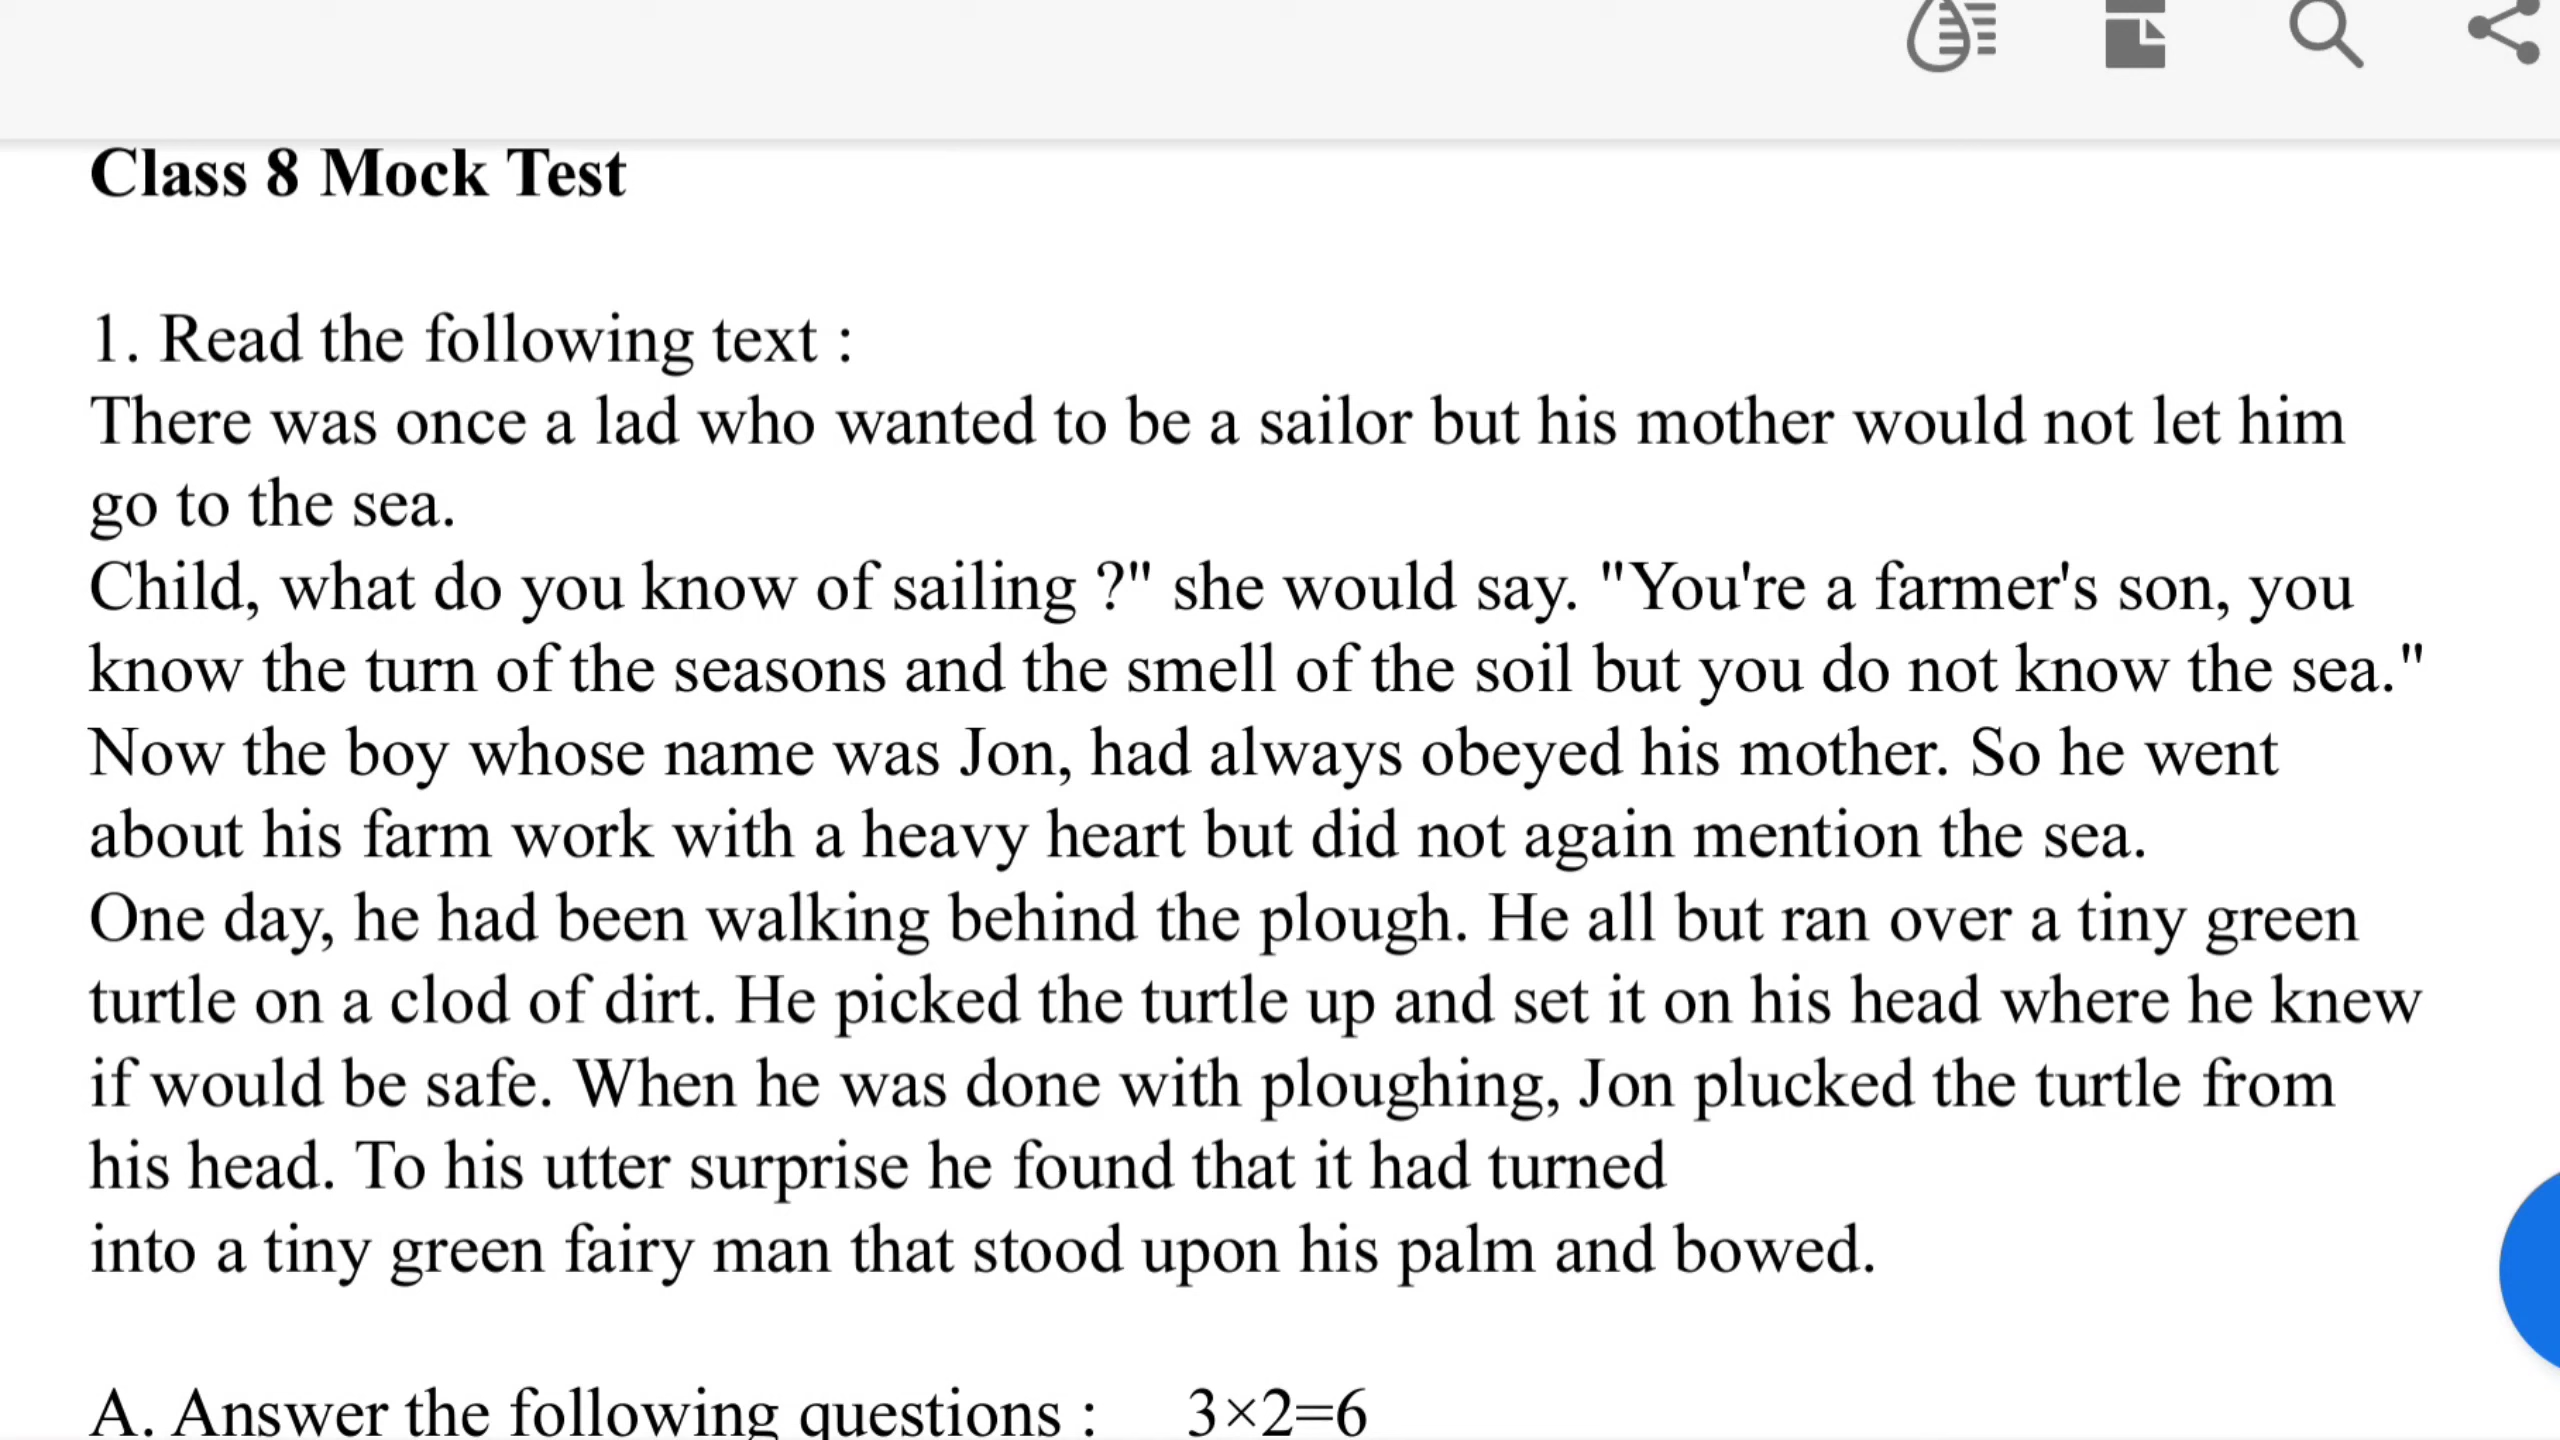 Class 8 Mock Test
1. Read the following text :
There was once a lad who wanted to be a sailor but his mother would not let him
go to the sea.
Child, what do you know of sailing ?" she would say. "You're a farmer's son, you
know the turn of the seasons and the smell of the soil but you do not know the sea."
Now the boy whose name was Jon, had always obeyed his mother. So he went
about his farm work with a heavy heart but did not again mention the sea.
One day, he had been walking behind the plough. He all but ran over a tiny green
turtle on a clod of dirt. He picked the turtle up and set it on his head where he knew
if would be safe. When he was done with ploughing, Jon plucked the turtle from
his head. To his utter surprise he found that it had turned
into a tiny green fairy man that stood upon his palm and bowed.
A. Answer the following questions : 3×2=6